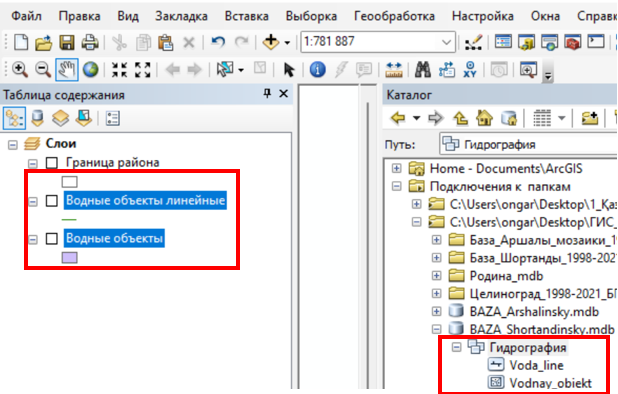 Файл Правка Вид Закладка Вставка Выборка Геообработка Настройка Окна Справк
1:781 887
Таблица содержания
Слои
Граница района
Водные объекты линейные
Водные объекты
Каталог
Путь: Гидрография
Home - Documents\ArcGIS
Подключения к папкам
C:\Users\ongar\Desktop\1_Қаз
C:\Users\ongar\Desktop\ГИС_
База_Аршалы_мозаики_1
База_Шортанды_1998-2021
Родина_mdb
Целиноград_1998-2021_БГ
BAZA_Arshalinsky.mdb
BAZA_Shortandinsky.mdb
Гидрография
Voda_line
Vodnay_obiekt